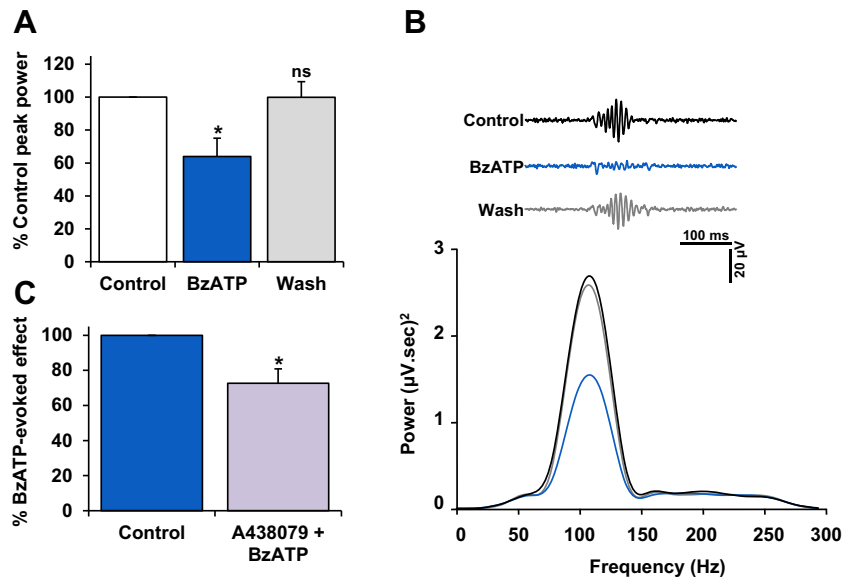 A
% Control peak power
120
100
80
60
40
20
0
*
ns
Control
BzATP
Wash
B
Control
BzATP
Wash
100 ms
20 µV
Power (µV.sec)²
3
2
1
0
0
50
100
150
200
250
300
Frequency (Hz)
C
% BzATP-evoked effect
100
80
60
40
20
0
*
Control
A438079 +
BzATP